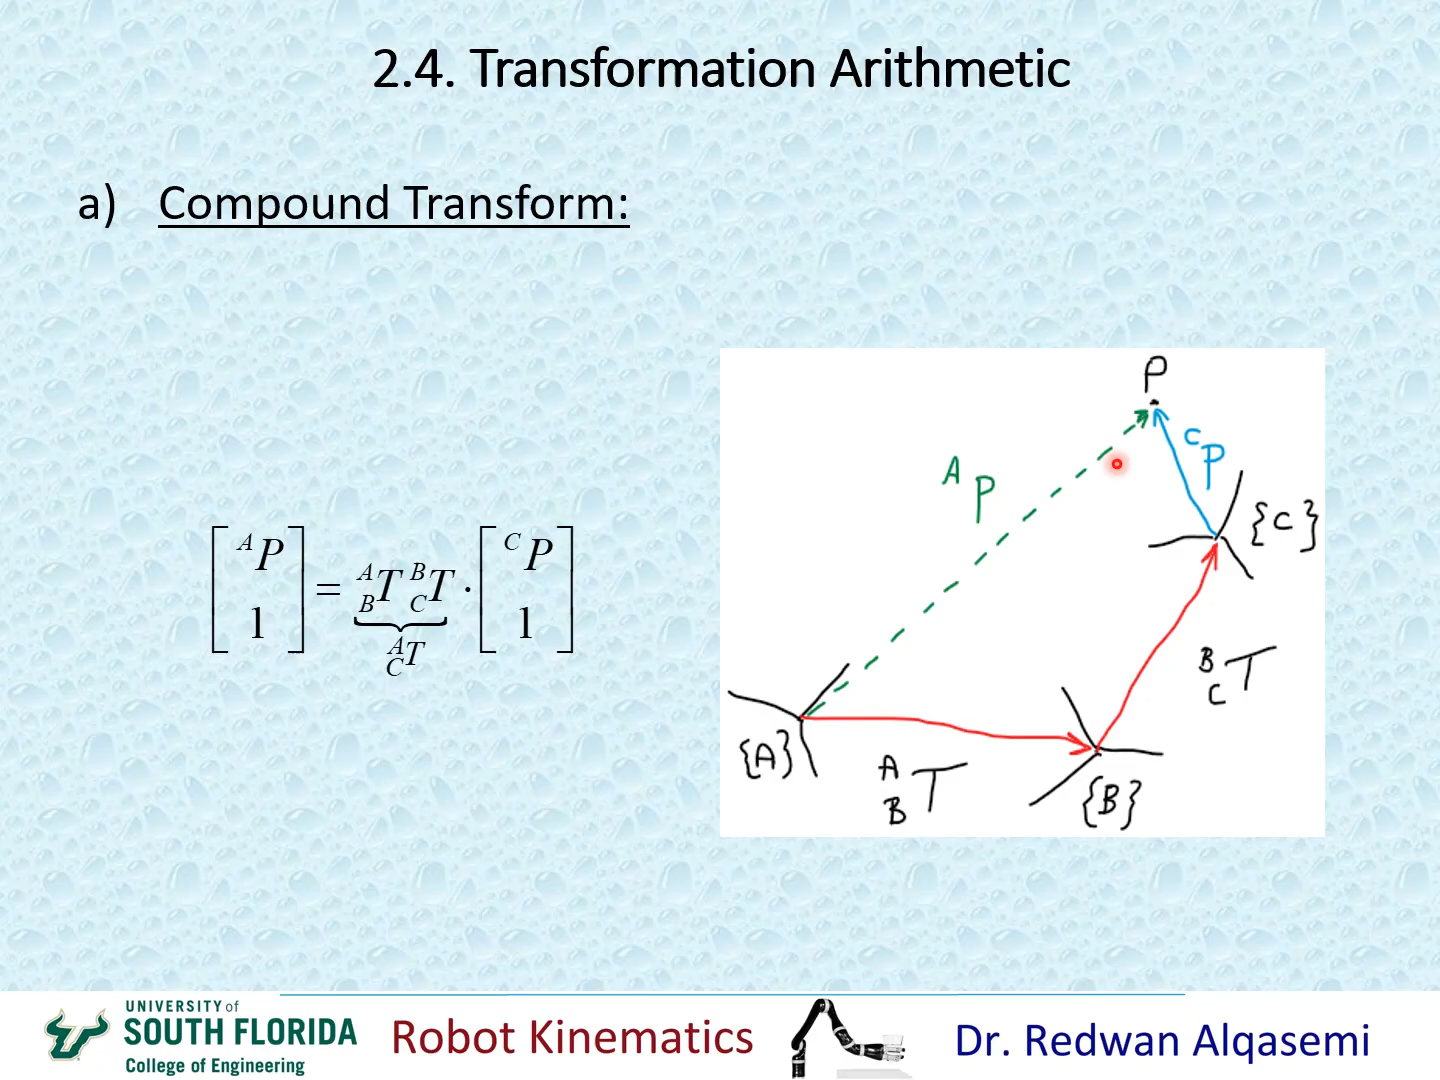 2.4. Transformation Arithmetic
a) Compound Transform:
[ᴬP 1] = ᴬ_BT ᴮ_CT · [ᶜP 1]
ᴬ_CT
P
ᶜP
ᴬP
{C}
ᴮ_CT
{A}
ᴬ_BT
{B}
UNIVERSITY of
SOUTH FLORIDA
College of Engineering
Robot Kinematics
Dr. Redwan Alqasemi